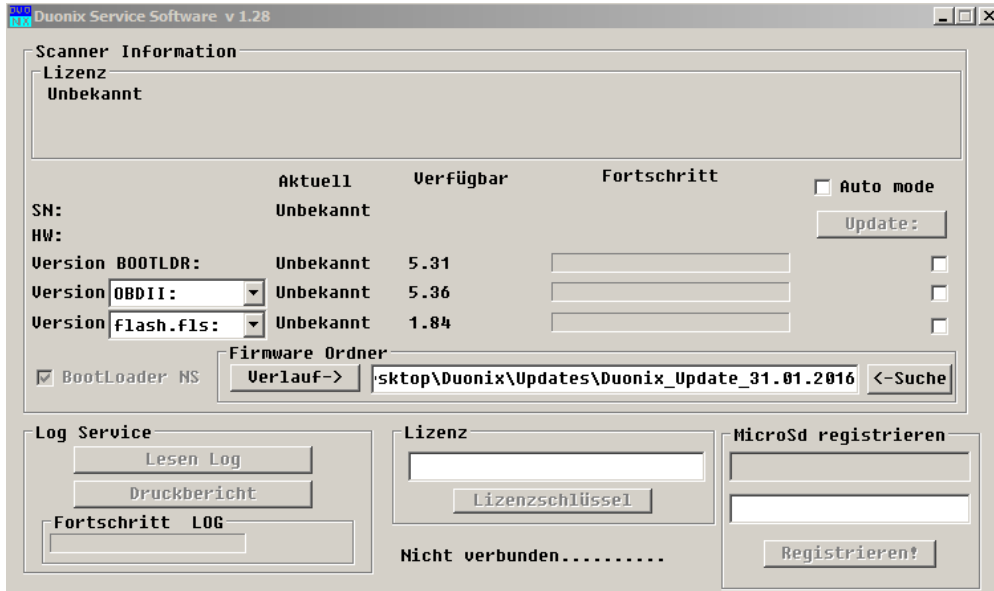 DUO NIX Duonix Service Software v 1.28
Scanner Information
Lizenz
Unbekannt
Aktuell Verfügbar Fortschritt Auto mode
SN: Unbekannt Update:
HW:
Version BOOTLDR: Unbekannt 5.31
Version OBDII: Unbekannt 5.36
Version flash.fls: Unbekannt 1.84
Firmware Ordner
BootLoader NS Verlauf-> sktop\Duonix\Updates\Duonix_Update_31.01.2016 <-Suche
Log Service
Lesen Log
Druckbericht
Fortschritt LOG
Lizenz
Lizenzschlüssel
Nicht verbunden..........
MicroSd registrieren
Registrieren!